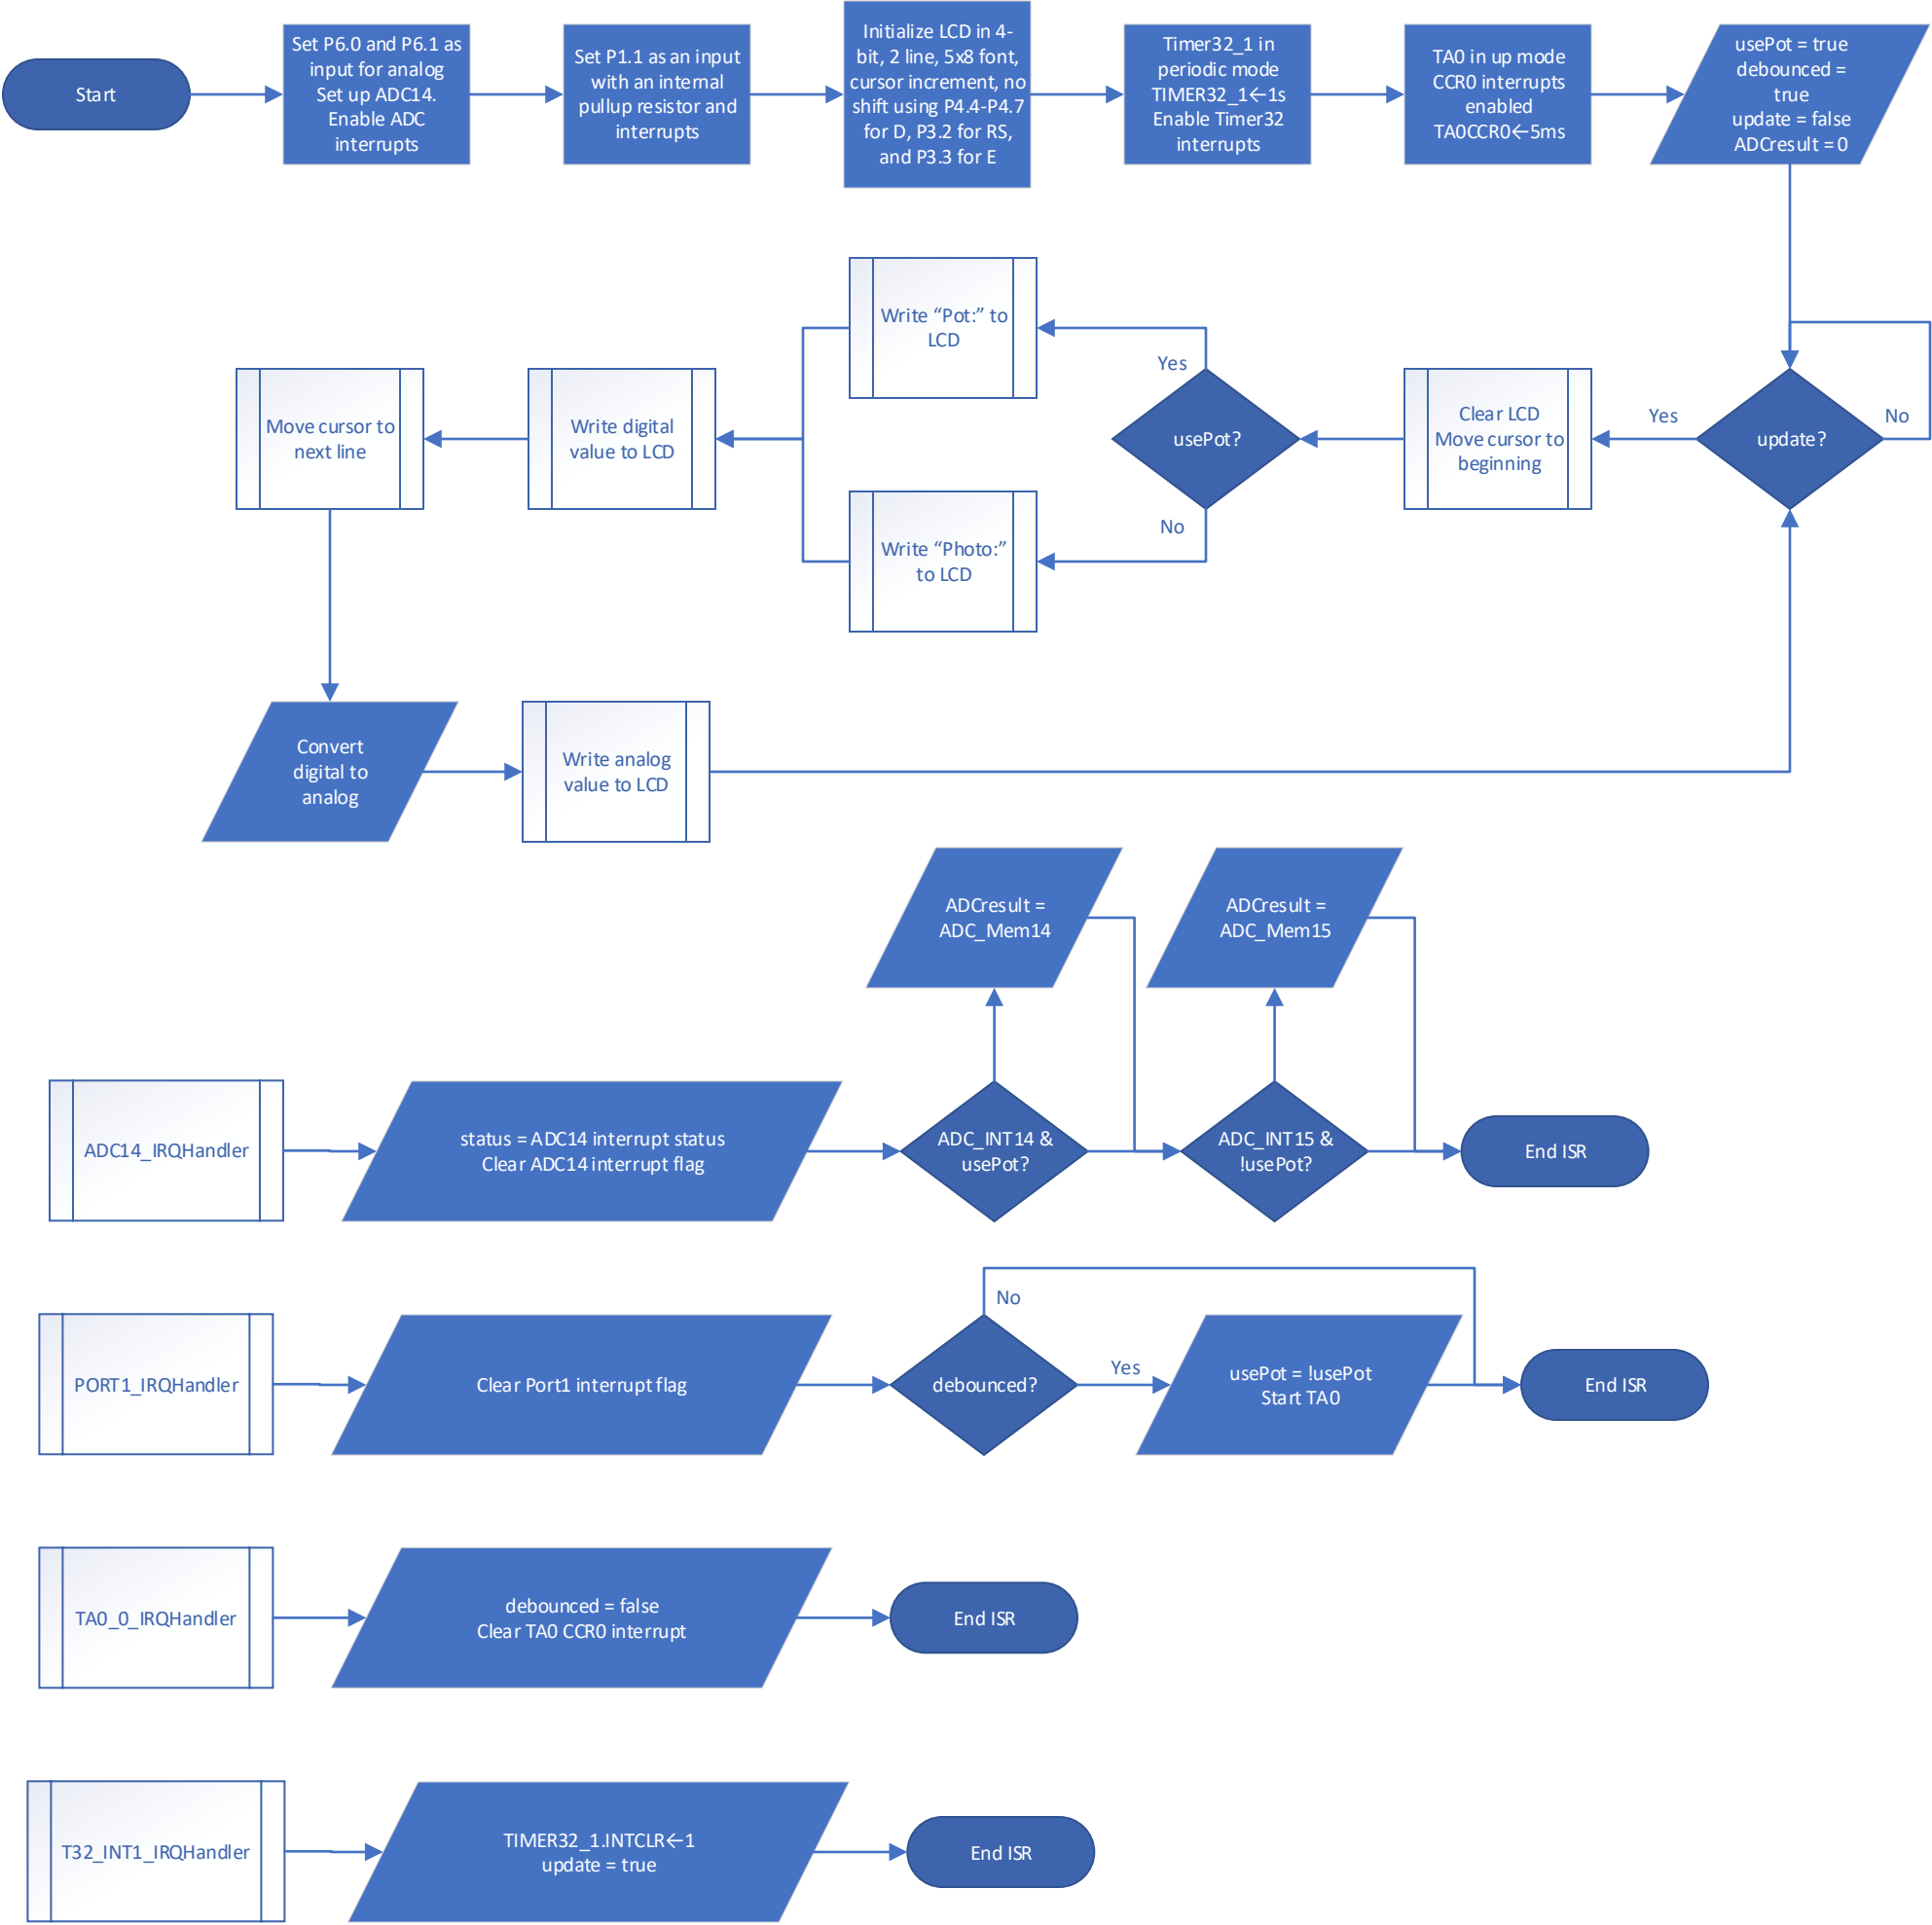 Start
Set P6.0 and P6.1 as
input for analog
Set up ADC14.
Enable ADC
interrupts
Set P1.1 as an input
with an internal
pullup resistor and
interrupts
Initialize LCD in 4-
bit, 2 line, 5x8 font,
cursor increment, no
shift using P4.4-P4.7
for D, P3.2 for RS,
and P3.3 for E
Timer32_1 in
periodic mode
TIMER32_1←1s
Enable Timer32
interrupts
TA0 in up mode
CCR0 interrupts
enabled
TA0CCR0←5ms
usePot = true
debounced =
true
update = false
ADCresult = 0
update?
No
Yes
Clear LCD
Move cursor to
beginning
usePot?
Yes
Write “Pot:” to
LCD
No
Write “Photo:”
to LCD
Write digital
value to LCD
Move cursor to
next line
Convert
digital to
analog
Write analog
value to LCD
ADC14_IRQHandler
status = ADC14 interrupt status
Clear ADC14 interrupt flag
ADC_INT14 &
usePot?
ADCresult =
ADC_Mem14
ADC_INT15 &
!usePot?
ADCresult =
ADC_Mem15
End ISR
PORT1_IRQHandler
Clear Port1 interrupt flag
debounced?
No
Yes
usePot = !usePot
Start TA0
End ISR
TA0_0_IRQHandler
debounced = false
Clear TA0 CCR0 interrupt
End ISR
T32_INT1_IRQHandler
TIMER32_1.INTCLR←1
update = true
End ISR